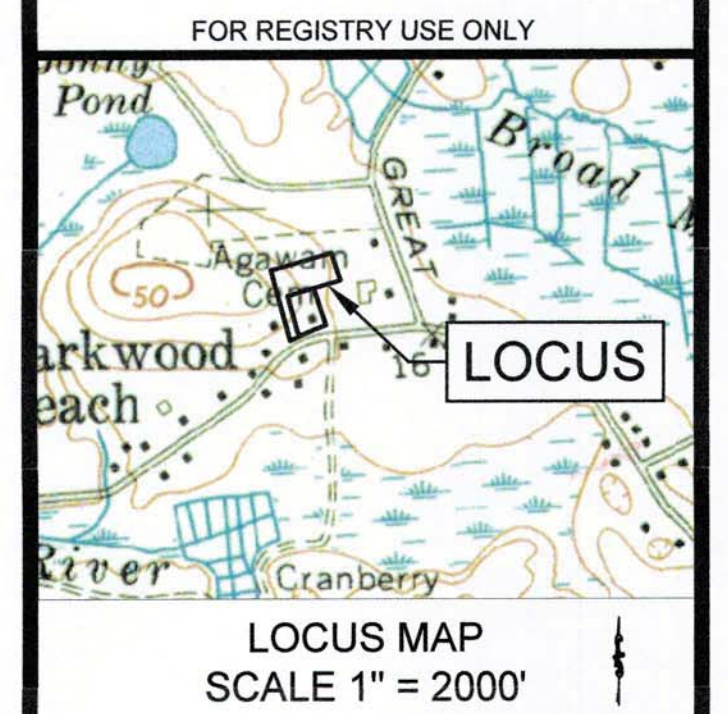 FOR REGISTRY USE ONLY
Pond
Broad
GREAT
Agawam
Cem
50
arkwood
each
16
LOCUS
River
Cranberry
LOCUS MAP
SCALE 1" = 2000'